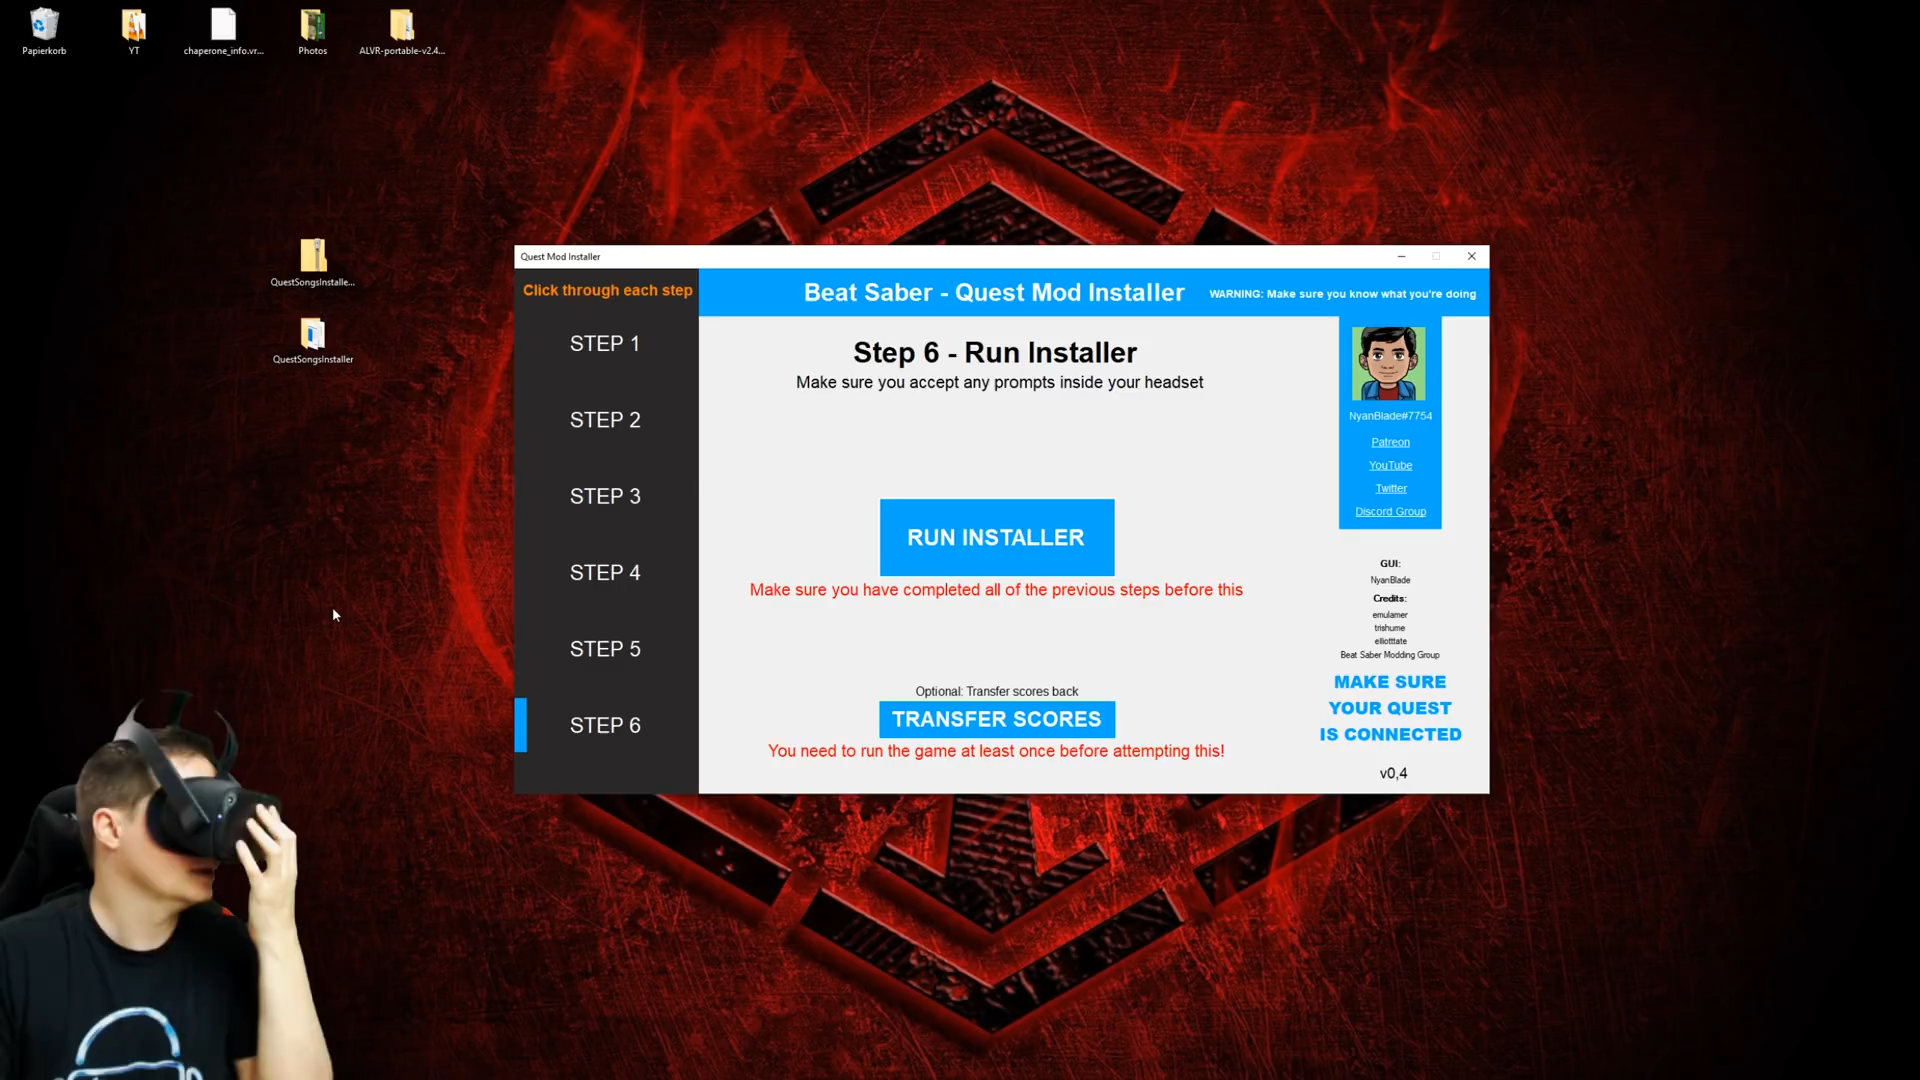 Papierkorb
YT
chaperone_info.vr...
Photos
ALVR-portable-v2.4...
QuestSongsInstalle...
QuestSongsInstaller
Quest Mod Installer
Click through each step
STEP 1
STEP 2
STEP 3
STEP 4
STEP 5
STEP 6
Beat Saber - Quest Mod Installer
WARNING: Make sure you know what you're doing
Step 6 - Run Installer
Make sure you accept any prompts inside your headset
RUN INSTALLER
Make sure you have completed all of the previous steps before this
Optional: Transfer scores back
TRANSFER SCORES
You need to run the game at least once before attempting this!
NyanBlade#7754
Patreon
YouTube
Twitter
Discord Group
GUI:
NyanBlade
Credits:
emulamer
trishume
elliotttate
Beat Saber Modding Group
MAKE SURE
YOUR QUEST
IS CONNECTED
v0,4